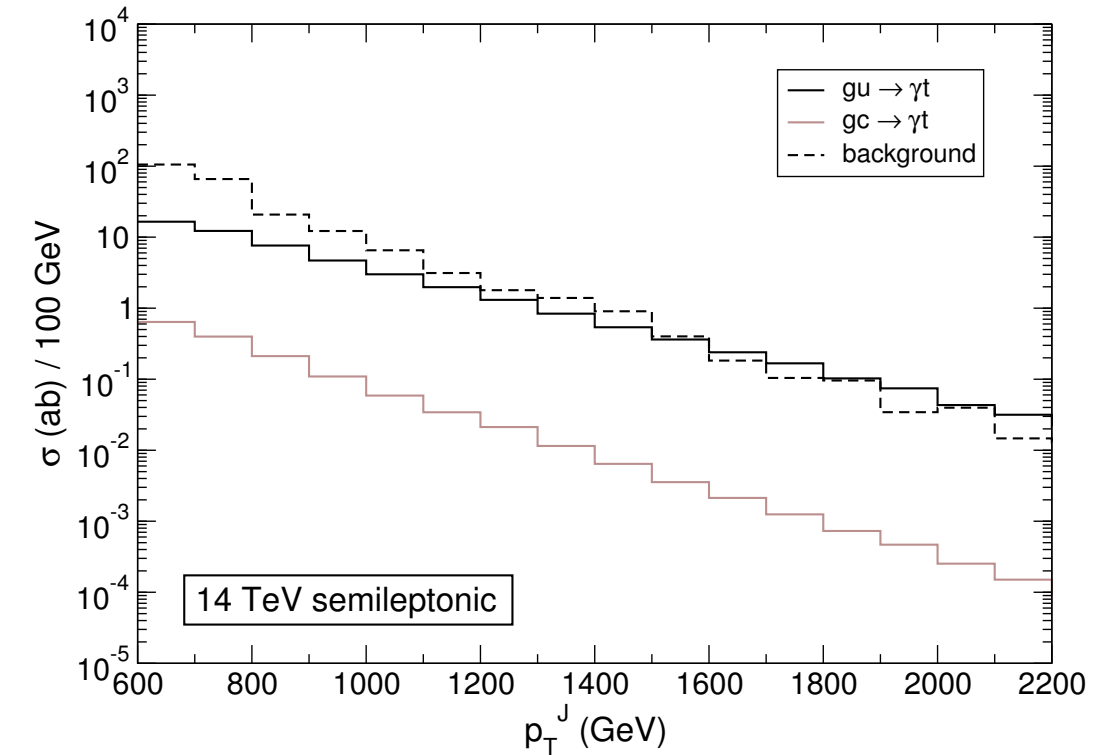 10^4
10^3
10^2
10
1
10^-1
10^-2
10^-3
10^-4
10^-5
σ (ab) / 100 GeV
gu → γt
gc → γt
background
14 TeV semileptonic
600 800 1000 1200 1400 1600 1800 2000 2200
p_T^J (GeV)